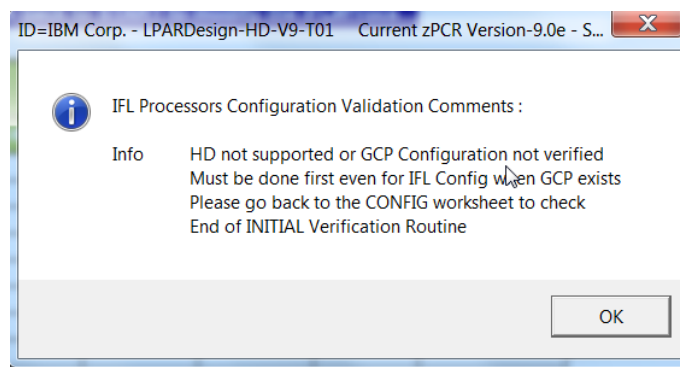 ID=IBM Corp. - LPARDesign-HD-V9-T01 Current zPCR Version-9.0e - S...
IFL Processors Configuration Validation Comments :
Info HD not supported or GCP Configuration not verified
Must be done first even for IFL Config when GCP exists
Please go back to the CONFIG worksheet to check
End of INITIAL Verification Routine
OK